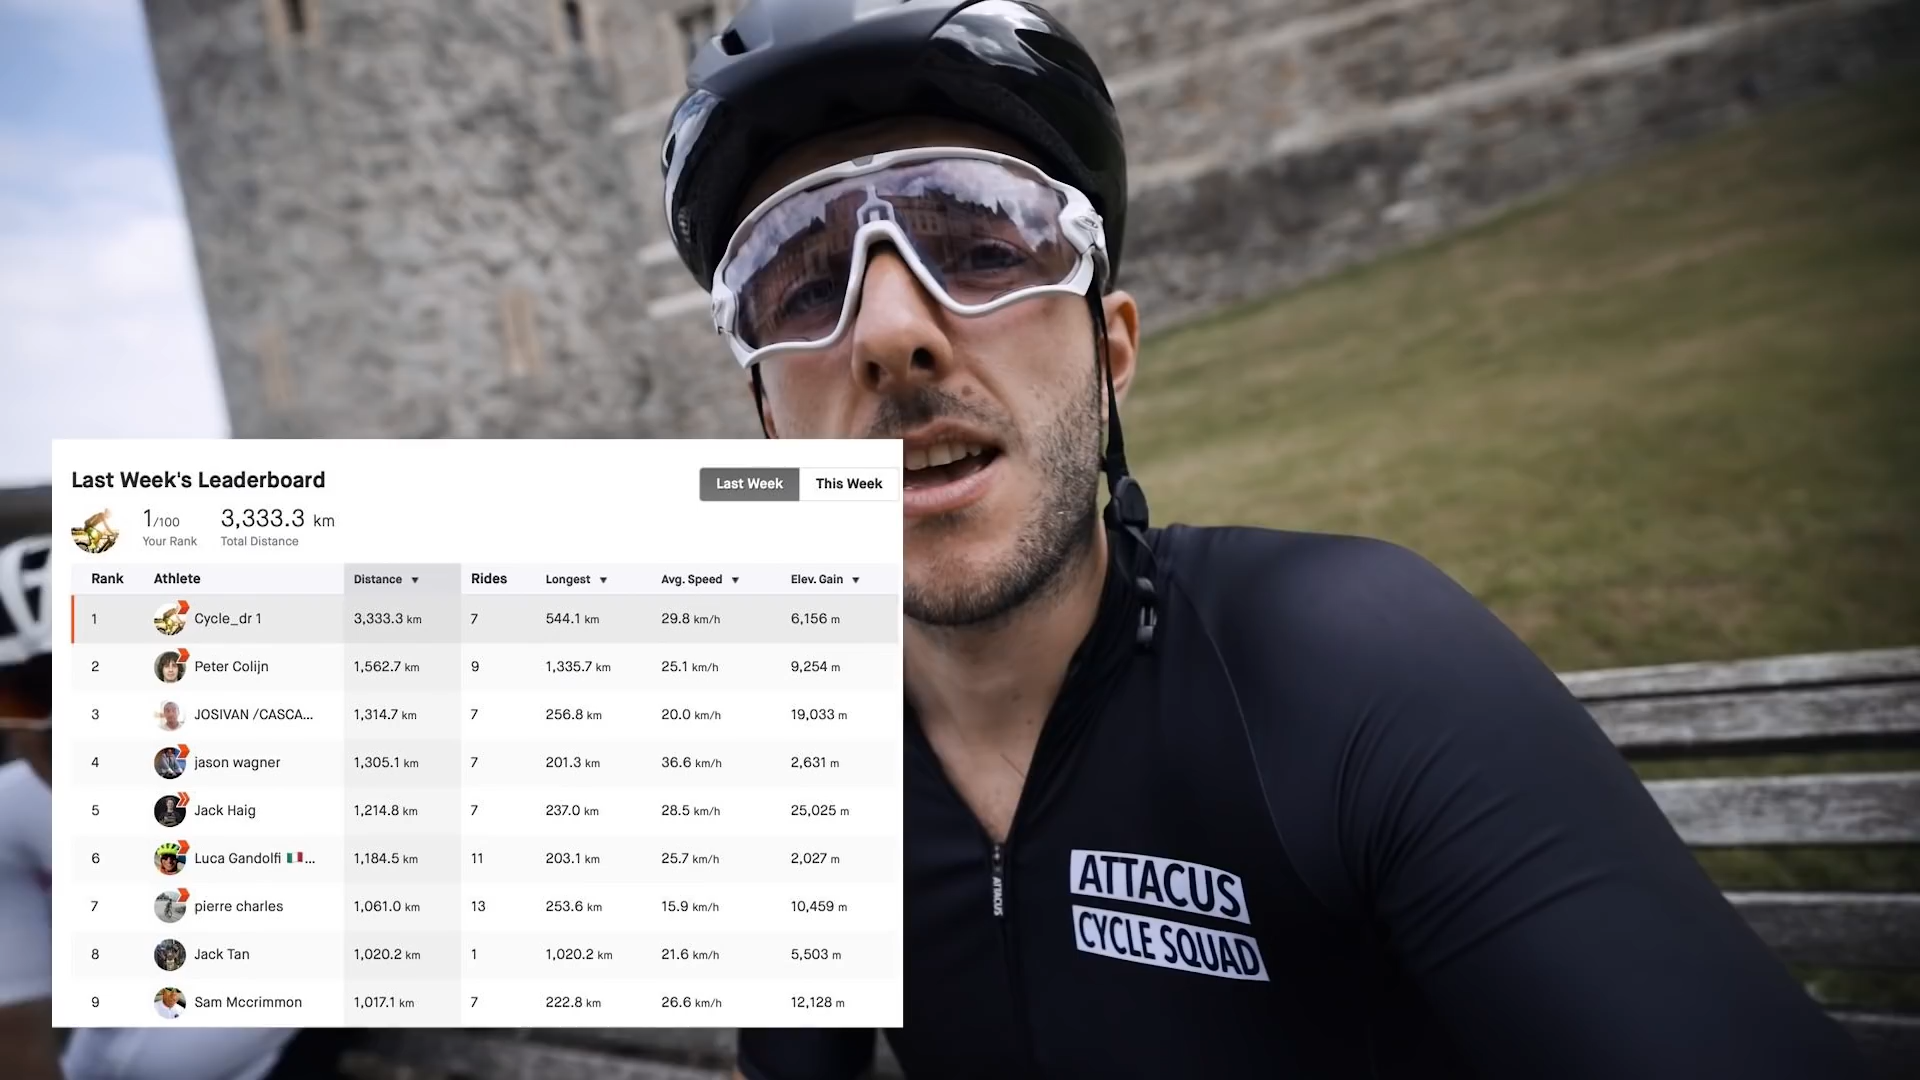 Last Week's Leaderboard
Last Week This Week
1/100 3,333.3 km
Your Rank Total Distance
Rank Athlete Distance ▼ Rides Longest ▼ Avg. Speed ▼ Elev. Gain ▼
1 Cycle_dr 1 3,333.3 km 7 544.1 km 29.8 km/h 6,156 m
2 Peter Colijn 1,562.7 km 9 1,335.7 km 25.1 km/h 9,254 m
3 JOSIVAN /CASCA... 1,314.7 km 7 256.8 km 20.0 km/h 19,033 m
4 jason wagner 1,305.1 km 7 201.3 km 36.6 km/h 2,631 m
5 Jack Haig 1,214.8 km 7 237.0 km 28.5 km/h 25,025 m
6 Luca Gandolfi 🇮🇹... 1,184.5 km 11 203.1 km 25.7 km/h 2,027 m
7 pierre charles 1,061.0 km 13 253.6 km 15.9 km/h 10,459 m
8 Jack Tan 1,020.2 km 1 1,020.2 km 21.6 km/h 5,503 m
9 Sam Mccrimmon 1,017.1 km 7 222.8 km 26.6 km/h 12,128 m
ATTACUS
ATTACUS
CYCLE SQUAD